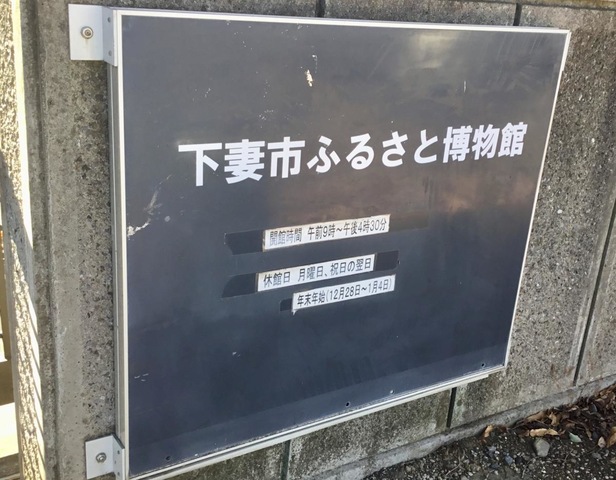 下妻市ふるさと博物館
開館時間 午前9時～午後4時30分
休館日 月曜日、祝日の翌日
年末年始(12月28日～1月4日)